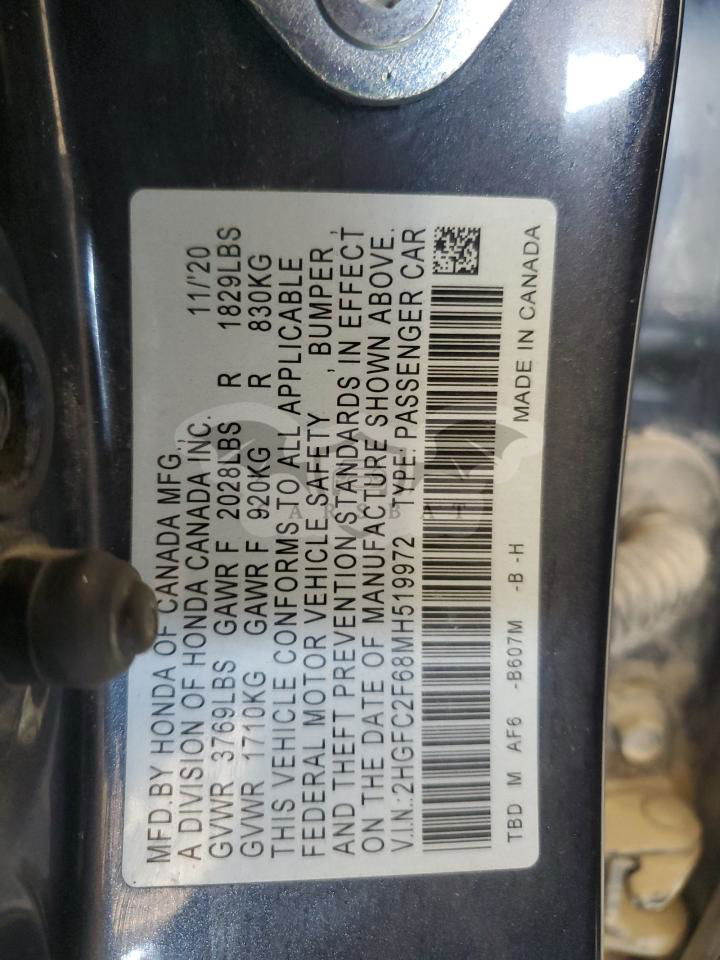 MFD.BY HONDA OF CANADA MFG.,
A DIVISION OF HONDA CANADA INC. 11/'20
GVWR 3769LBS GAWR F 2028LBS R 1829LBS
GVWR 1710KG GAWR F 920KG R 830KG
THIS VEHICLE CONFORMS TO ALL APPLICABLE
FEDERAL MOTOR VEHICLE SAFETY , BUMPER ,
AND THEFT PREVENTION STANDARDS IN EFFECT
ON THE DATE OF MANUFACTURE SHOWN ABOVE.
V.I.N.:2HGFC2F68MH519972 TYPE: PASSENGER CAR
TBD M AF6 -B607M -B -H MADE IN CANADA
ARSBAT